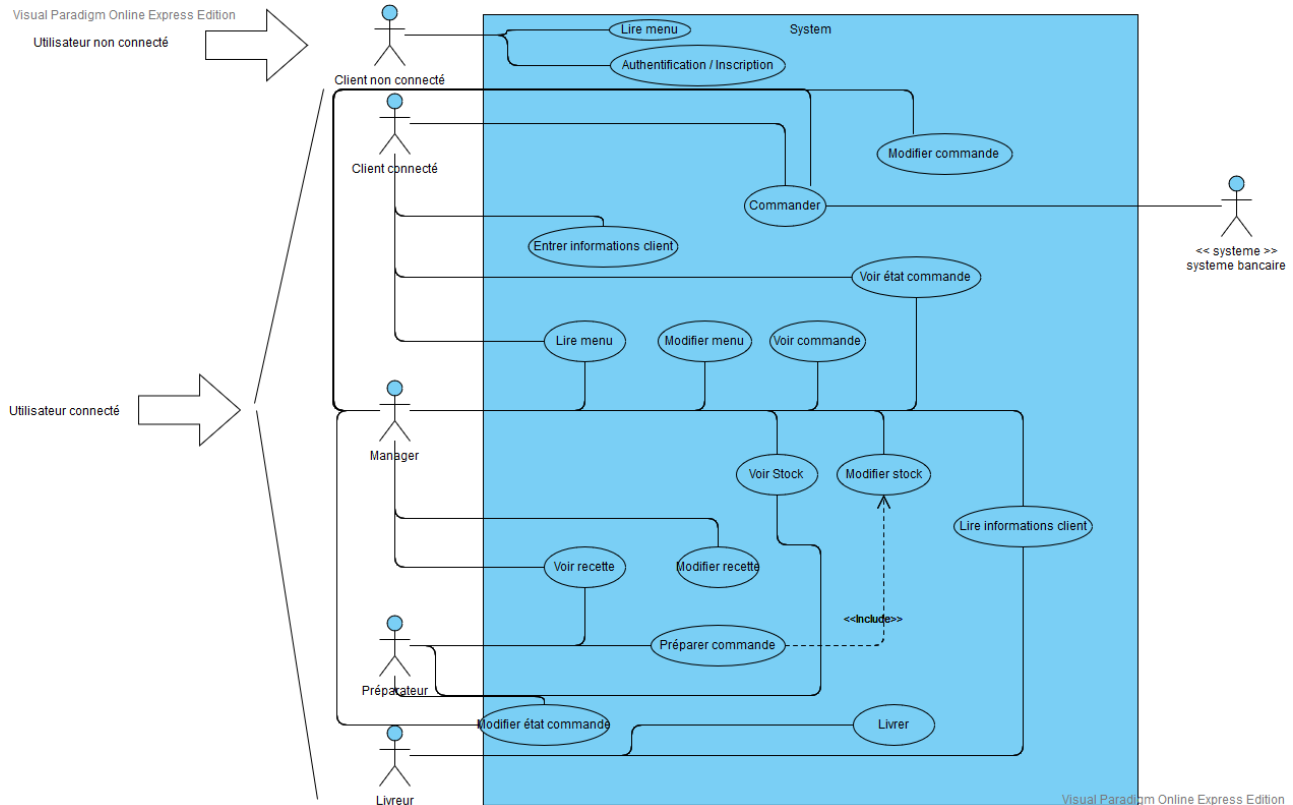 Visual Paradigm Online Express Edition
Utilisateur non connecté
Lire menu
System
Authentification / Inscription
Client non connecté
Modifier commande
Client connecté
Commander
Entrer informations client
<< systeme >>
systeme bancaire
Voir état commande
Lire menu
Modifier menu
Voir commande
Utilisateur connecté
Manager
Voir Stock
Modifier stock
Lire informations client
Voir recette
Modifier recette
<<Include>>
Préparer commande
Préparateur
Modifier état commande
Livrer
Livreur
Visual Paradigm Online Express Edition